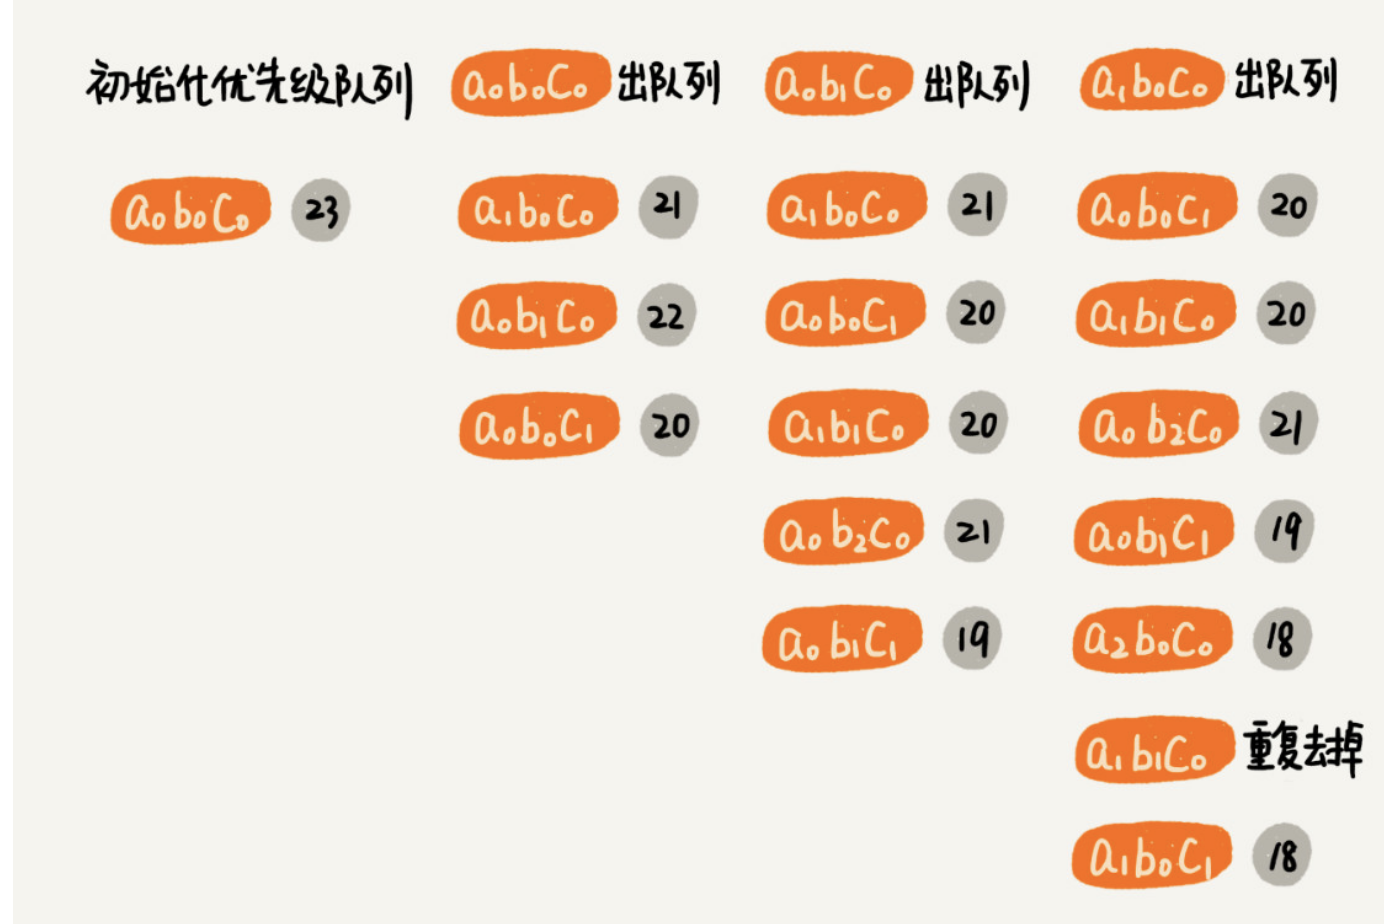 初始化优先级队列 a₀b₀C₀ 出队列 a₀b₁C₀ 出队列 a₁b₀C₀ 出队列
a₀b₀C₀ 23 a₁b₀C₀ 21 a₁b₀C₀ 21 a₀b₀C₁ 20
a₀b₁C₀ 22 a₀b₀C₁ 20 a₁b₁C₀ 20
a₀b₀C₁ 20 a₁b₁C₀ 20 a₀b₂C₀ 21
a₀b₂C₀ 21 a₀b₁C₁ 19
a₀b₁C₁ 19 a₂b₀C₀ 18
a₁b₁C₀ 重复去掉
a₁b₀C₁ 18